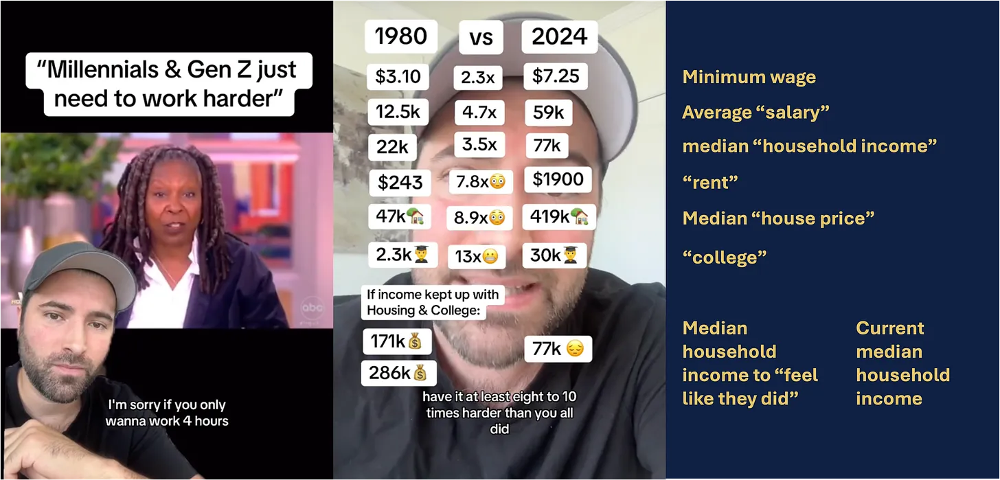 “Millennials & Gen Z just
need to work harder”
abc
I'm sorry if you only
wanna work 4 hours
1980 vs 2024
$3.10 2.3x $7.25
12.5k 4.7x 59k
22k 3.5x 77k
$243 7.8x😳 $1900
47k🏡 8.9x😳 419k🏡
2.3k👨‍🎓 13x😬 30k👨‍🎓
If income kept up with
Housing & College:
171k💰 77k 😔
286k💰
have it at least eight to 10
times harder than you all
did
Minimum wage
Average “salary”
median “household income”
“rent”
Median “house price”
“college”
Median
household
income to “feel
like they did”
Current
median
household
income